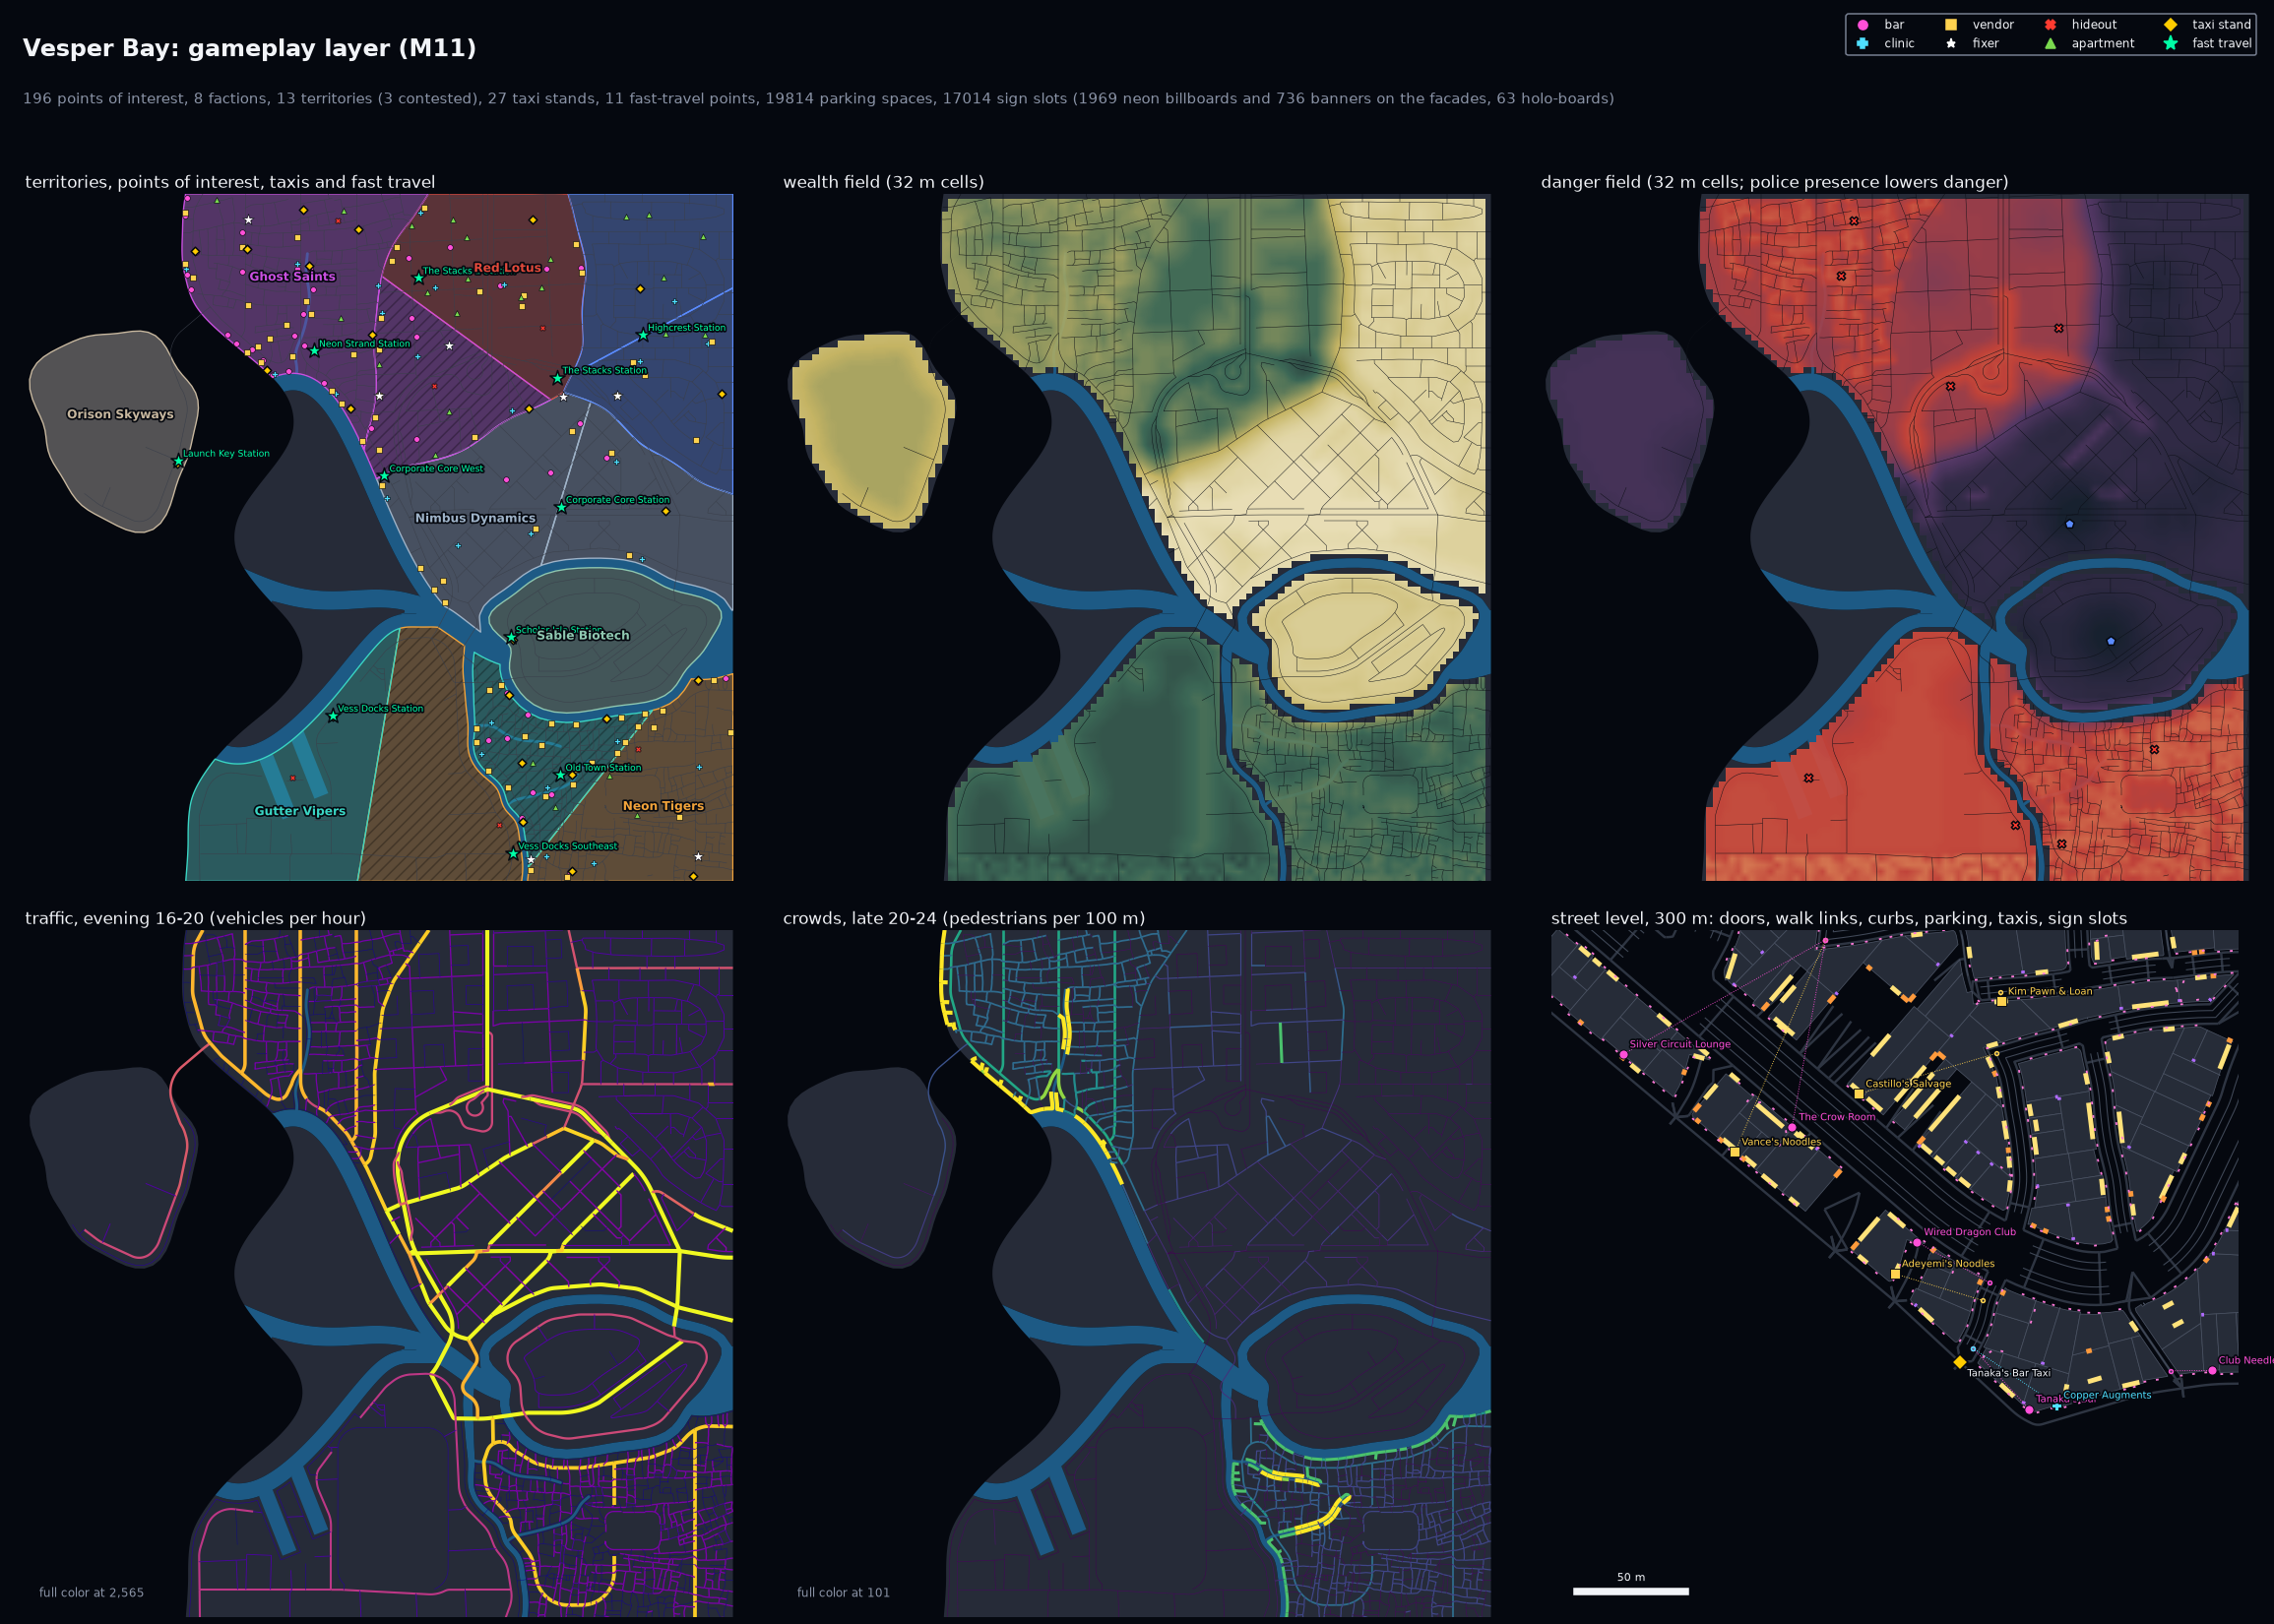 Vesper Bay: gameplay layer (M11)
bar vendor hideout taxi stand
clinic fixer apartment fast travel
196 points of interest, 8 factions, 13 territories (3 contested), 27 taxi stands, 11 fast-travel points, 19814 parking spaces, 17014 sign slots (1969 neon billboards and 736 banners on the facades, 63 holo-boards)
territories, points of interest, taxis and fast travel
Ghost Saints
The Stacks
Red Lotus
Highcrest Station
Neon Strand Station
The Stacks Station
Orison Skyways
Launch Key Station
Corporate Core West
Corporate Core Station
Nimbus Dynamics
Sable Biotech
Vess Docks Station
Old Town Station
Gutter Vipers
Neon Tigers
Vess Docks Southeast
wealth field (32 m cells)
danger field (32 m cells; police presence lowers danger)
traffic, evening 16-20 (vehicles per hour)
full color at 2,565
crowds, late 20-24 (pedestrians per 100 m)
full color at 101
street level, 300 m: doors, walk links, curbs, parking, taxis, sign slots
Kim Pawn & Loan
Silver Circuit Lounge
Castillo's Salvage
The Crow Room
Vance's Noodles
Wired Dragon Club
Adeyemi's Noodles
Club
Tanaka's Bar Taxi
Copper Augments
50 m